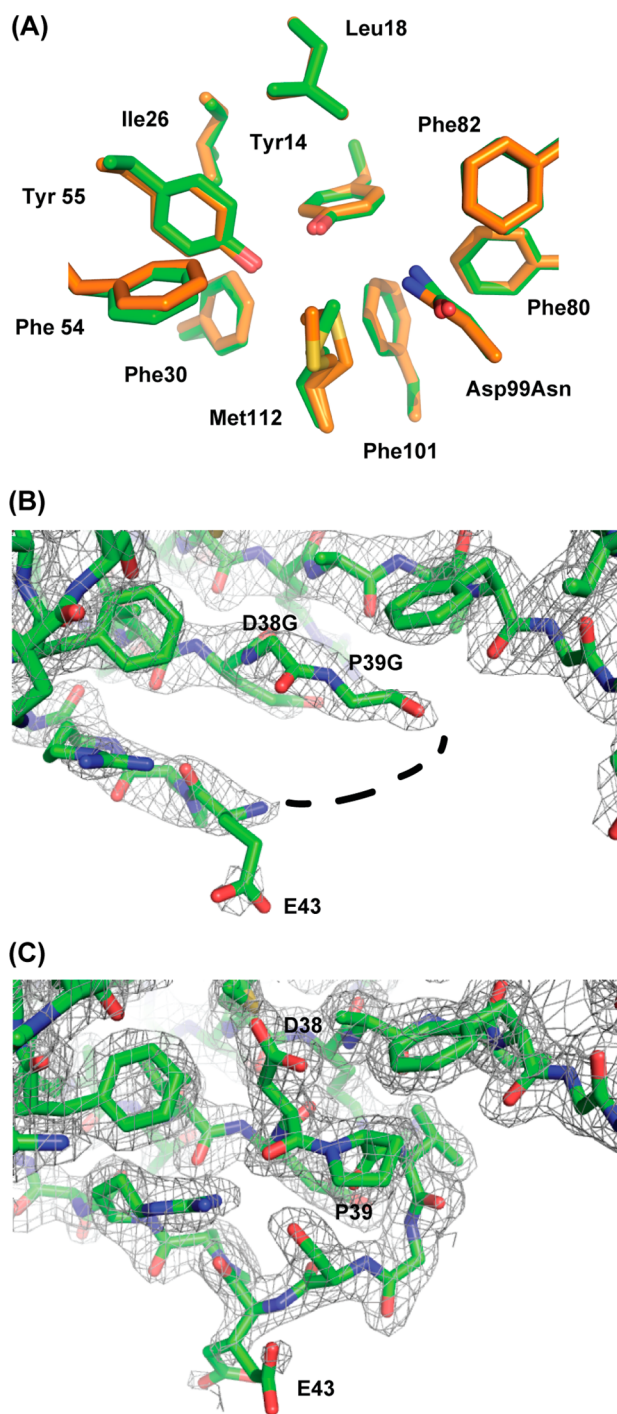 (A)
Leu18
Ile26
Tyr14
Phe82
Tyr 55
Phe 54
Phe80
Phe30
Asp99Asn
Met112
Phe101
(B)
D38G
P39G
E43
(C)
D38
P39
E43